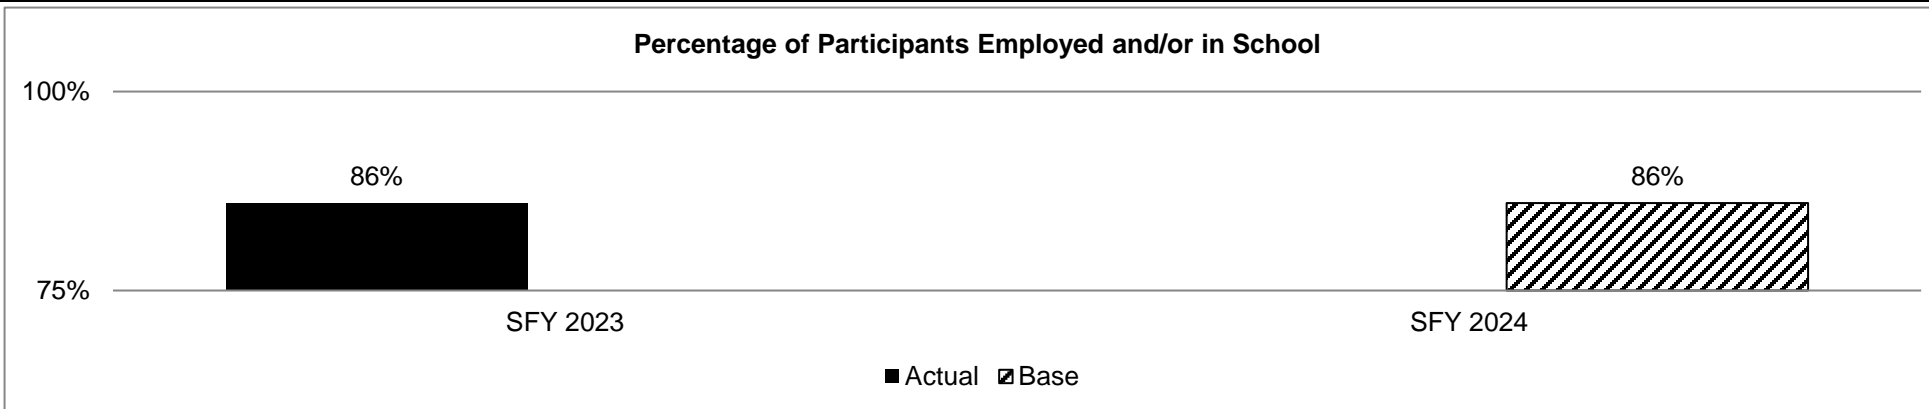 Percentage of Participants Employed and/or in School
100%
86%
86%
75%
SFY 2023
SFY 2024
Actual
Base